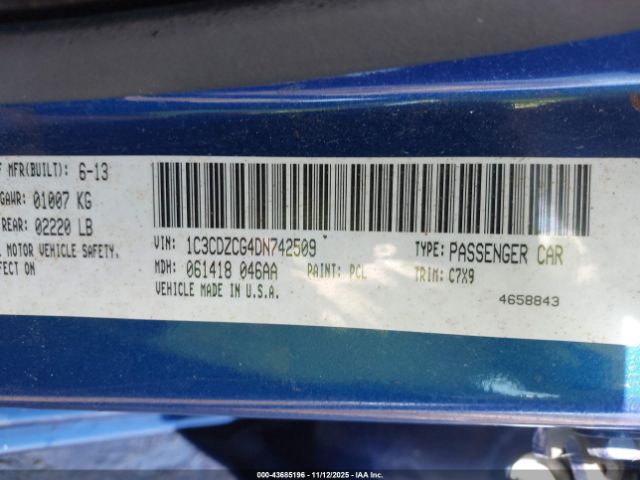 F MFR(BUILT): 6-13
GAWR: 01007 KG
REAR: 02220 LB
MOTOR VEHICLE SAFETY.
FECT ON
VIN: 1C3CDZCG4DN742509
TYPE: PASSENGER CAR
MDH: 061418 046AA
PAINT: PCL
TRIM: C7X9
VEHICLE MADE IN U.S.A.
4658843
000-43685196 - 11/12/2025 - IAAI, Inc.